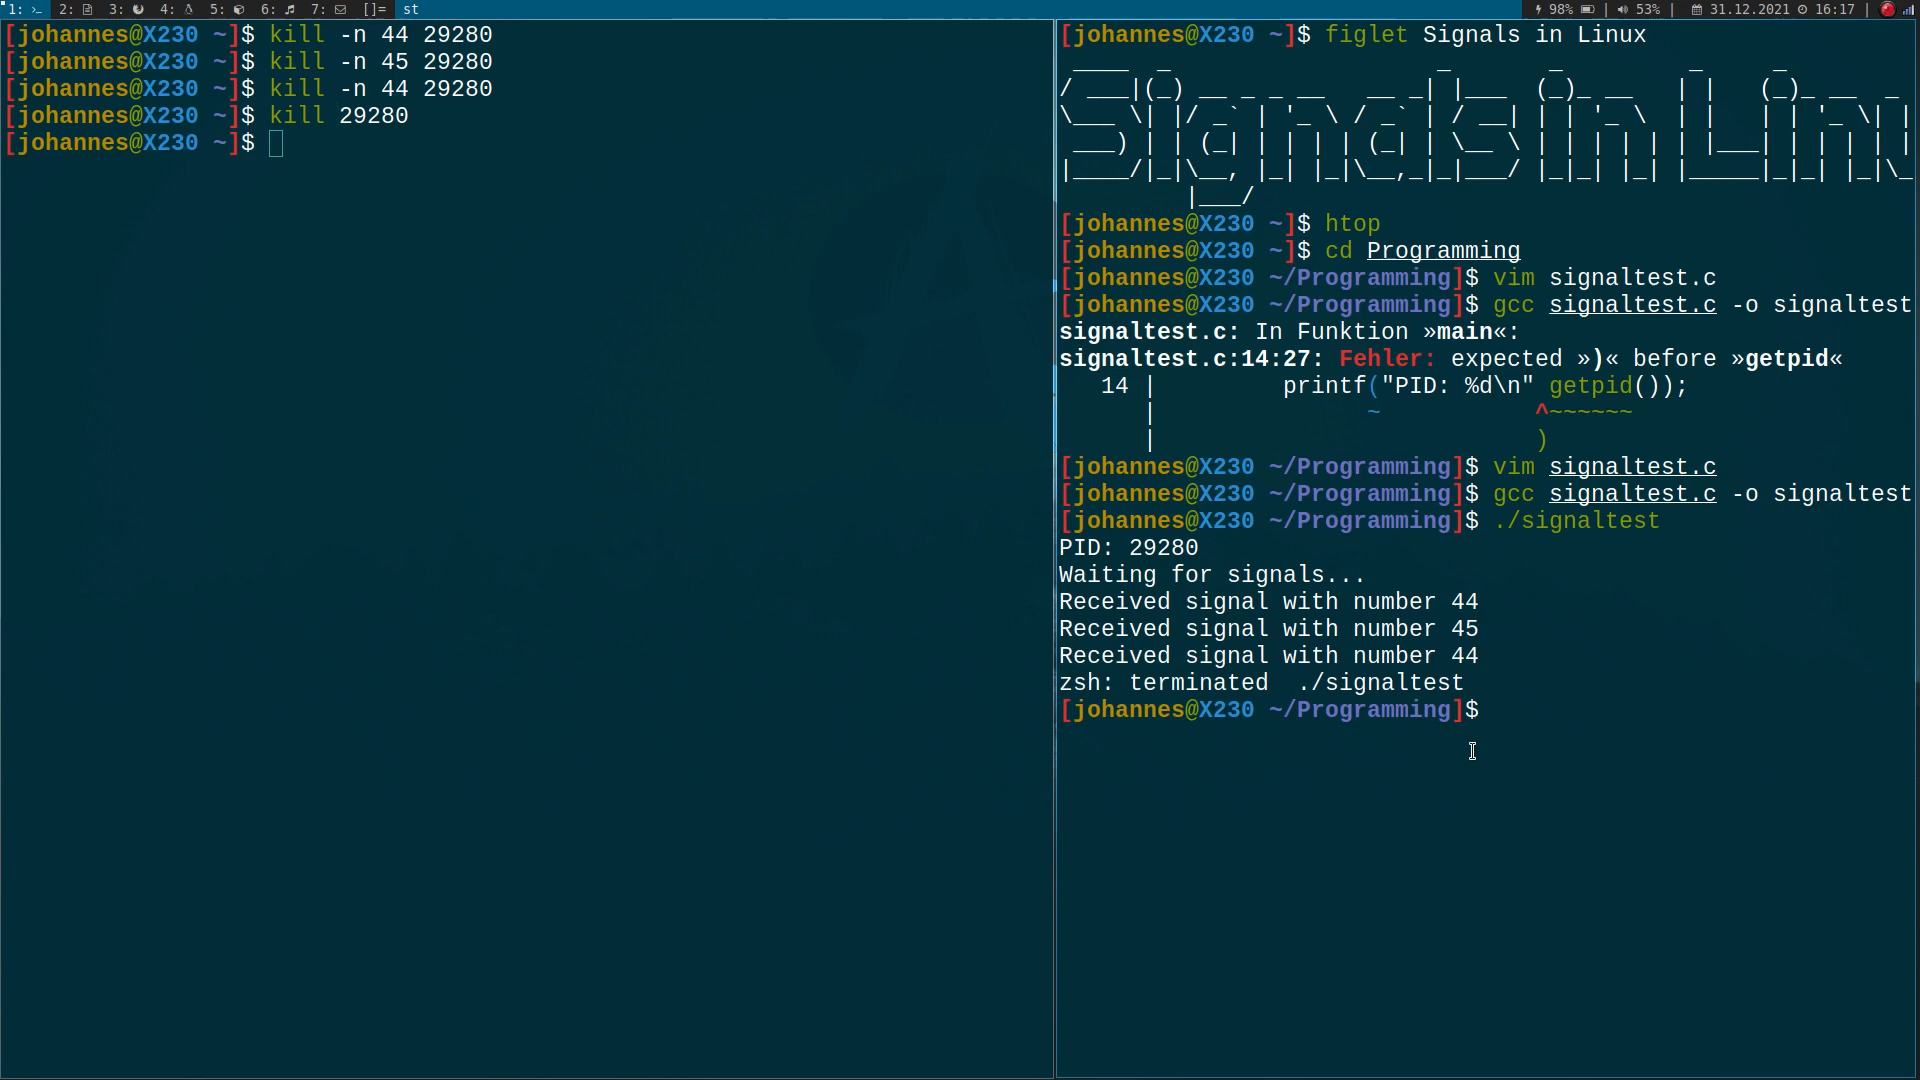 1: 2: 3: 4: 5: 6: 7: []= st 98% | 53% | 31.12.2021 16:17 |
[johannes@X230 ~]$ kill -n 44 29280
[johannes@X230 ~]$ kill -n 45 29280
[johannes@X230 ~]$ kill -n 44 29280
[johannes@X230 ~]$ kill 29280
[johannes@X230 ~]$
[johannes@X230 ~]$ figlet Signals in Linux
Signals in Lin
[johannes@X230 ~]$ htop
[johannes@X230 ~]$ cd Programming
[johannes@X230 ~/Programming]$ vim signaltest.c
[johannes@X230 ~/Programming]$ gcc signaltest.c -o signaltest
signaltest.c: In Funktion »main«:
signaltest.c:14:27: Fehler: expected »)« before »getpid«
14 | printf("PID: %d\n" getpid());
| ~ ^~~~~~~
| )
[johannes@X230 ~/Programming]$ vim signaltest.c
[johannes@X230 ~/Programming]$ gcc signaltest.c -o signaltest
[johannes@X230 ~/Programming]$ ./signaltest
PID: 29280
Waiting for signals...
Received signal with number 44
Received signal with number 45
Received signal with number 44
zsh: terminated  ./signaltest
[johannes@X230 ~/Programming]$